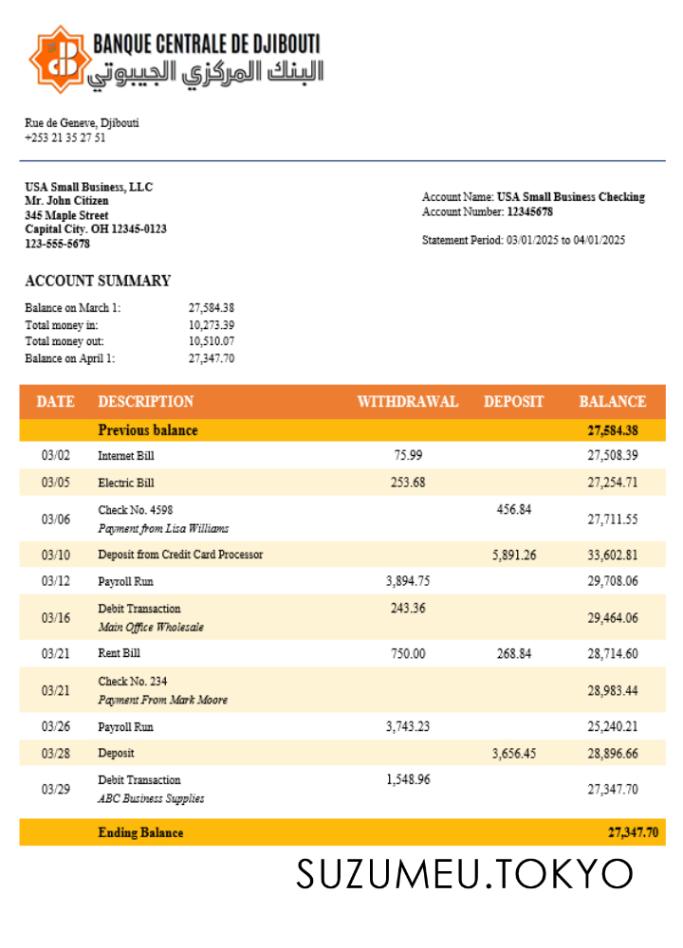 BANQUE CENTRALE DE DJIBOUTI
البنك المركزي الجيبوتي
Rue de Geneve, Djibouti
+253 21 35 27 51
USA Small Business, LLC
Mr. John Citizen
345 Maple Street
Capital City. OH 12345-0123
123-555-5678
Account Name: USA Small Business Checking
Account Number: 12345678
Statement Period: 03/01/2025 to 04/01/2025
ACCOUNT SUMMARY
Balance on March 1: 27,584.38
Total money in: 10,273.39
Total money out: 10,510.07
Balance on April 1: 27,347.70
DATE DESCRIPTION WITHDRAWAL DEPOSIT BALANCE
Previous balance 27,584.38
03/02 Internet Bill 75.99 27,508.39
03/05 Electric Bill 253.68 27,254.71
03/06 Check No. 4598 456.84 27,711.55
Payment from Lisa Williams
03/10 Deposit from Credit Card Processor 5,891.26 33,602.81
03/12 Payroll Run 3,894.75 29,708.06
03/16 Debit Transaction 243.36 29,464.06
Main Office Wholesale
03/21 Rent Bill 750.00 268.84 28,714.60
03/21 Check No. 234 28,983.44
Payment From Mark Moore
03/26 Payroll Run 3,743.23 25,240.21
03/28 Deposit 3,656.45 28,896.66
03/29 Debit Transaction 1,548.96 27,347.70
ABC Business Supplies
Ending Balance 27,347.70
SUZUMEU.TOKYO